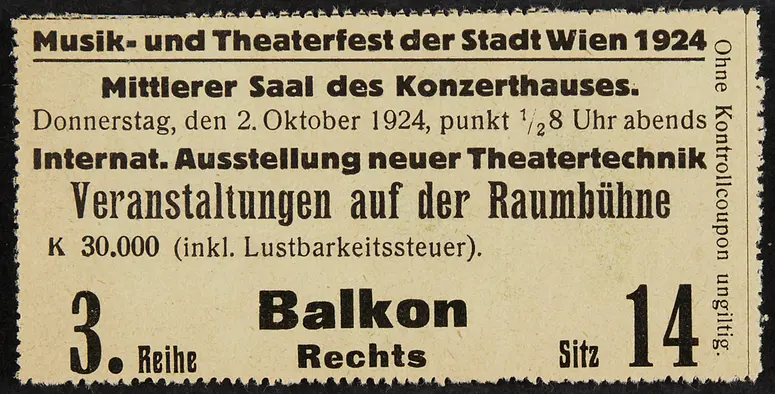 Musik- und Theaterfest der Stadt Wien 1924
Mittlerer Saal des Konzerthauses.
Donnerstag, den 2. Oktober 1924, punkt 1/2 8 Uhr abends
Internat. Ausstellung neuer Theatertechnik
Veranstaltungen auf der Raumbühne
K 30.000 (inkl. Lustbarkeitssteuer).
3. Reihe
Balkon
Rechts
Sitz 14
Ohne Kontrollcoupon ungiltig.